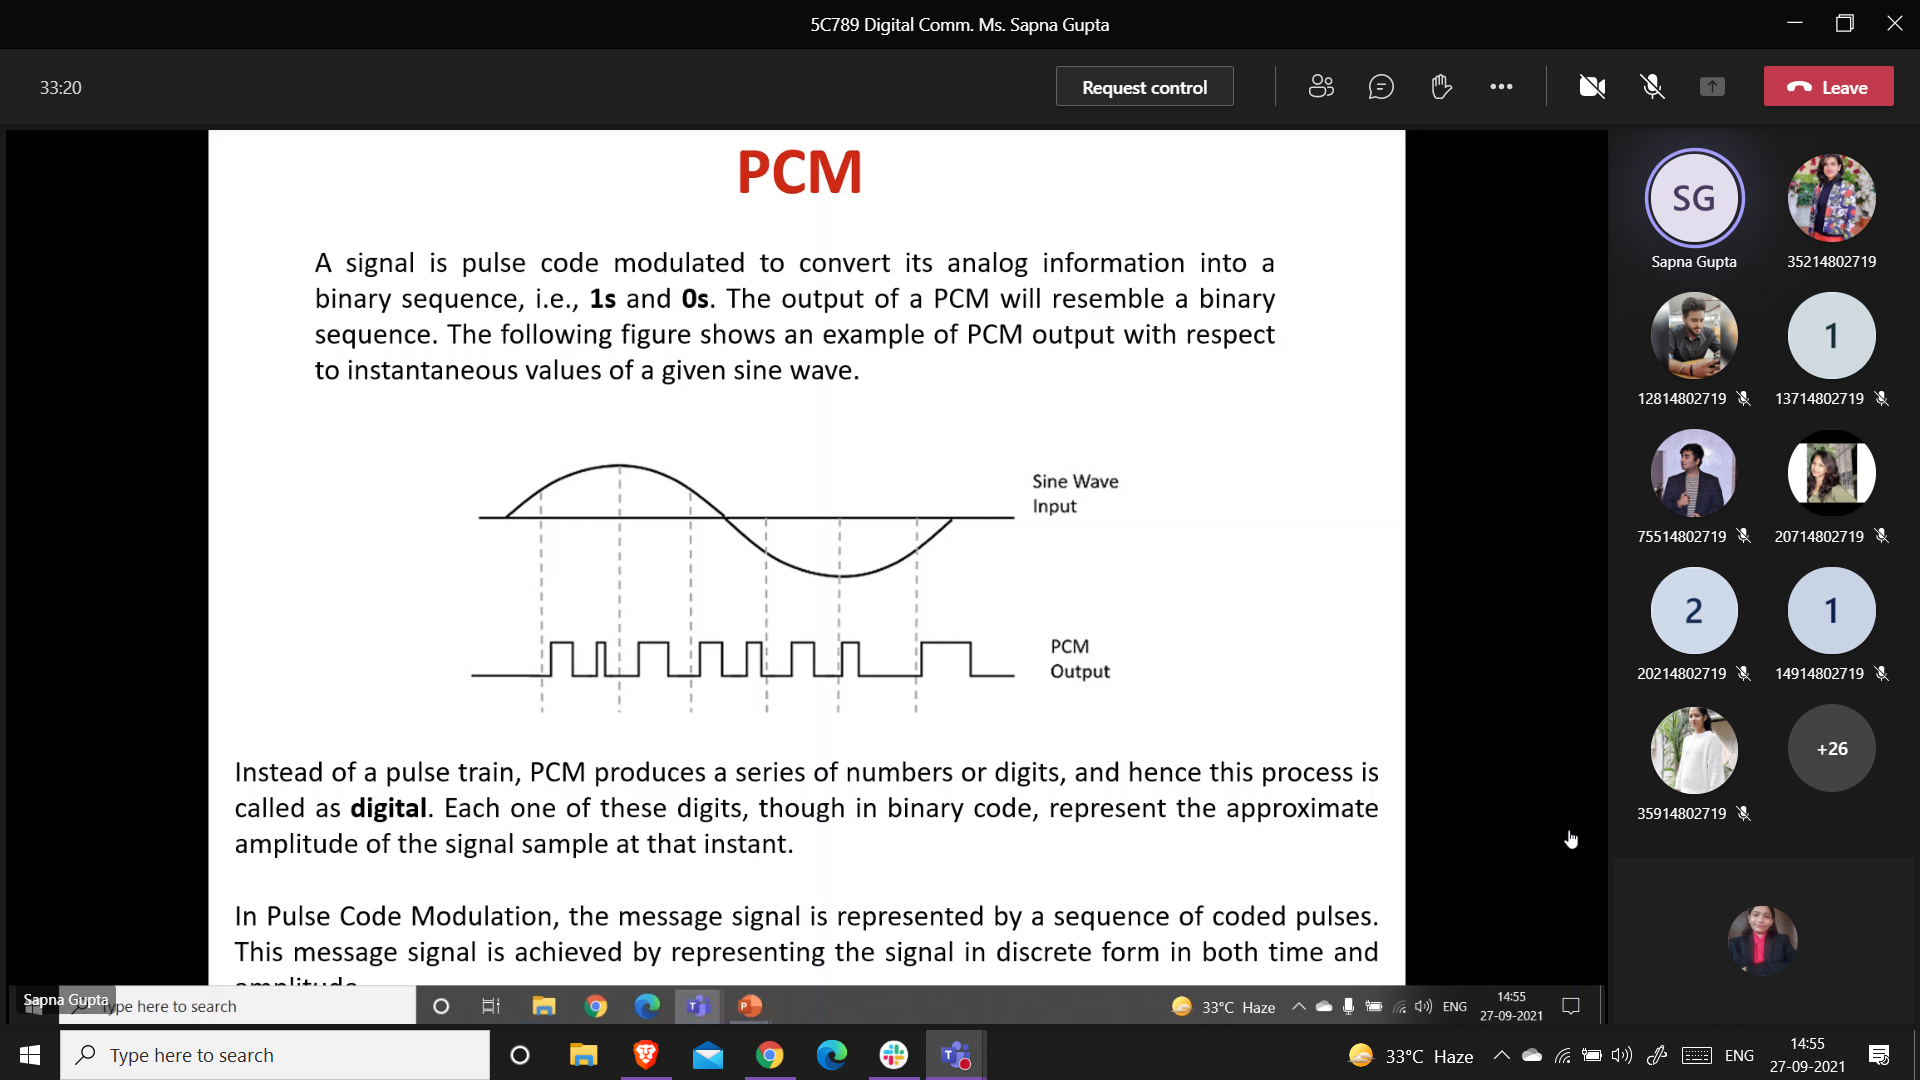 5C789 Digital Comm. Ms. Sapna Gupta
33:20
Request control
Leave
PCM
A signal is pulse code modulated to convert its analog information into a
binary sequence, i.e., 1s and 0s. The output of a PCM will resemble a binary
sequence. The following figure shows an example of PCM output with respect
to instantaneous values of a given sine wave.
Sine Wave
Input
PCM
Output
Instead of a pulse train, PCM produces a series of numbers or digits, and hence this process is
called as digital. Each one of these digits, though in binary code, represent the approximate
amplitude of the signal sample at that instant.
In Pulse Code Modulation, the message signal is represented by a sequence of coded pulses.
This message signal is achieved by representing the signal in discrete form in both time and
SG
Sapna Gupta
35214802719
12814802719
1
13714802719
75514802719
20714802719
2
20214802719
1
14914802719
35914802719
+26
Sapna Gupta
Type here to search
33°C Haze
ENG
14:55
27-09-2021
Type here to search
33°C Haze
ENG
14:55
27-09-2021